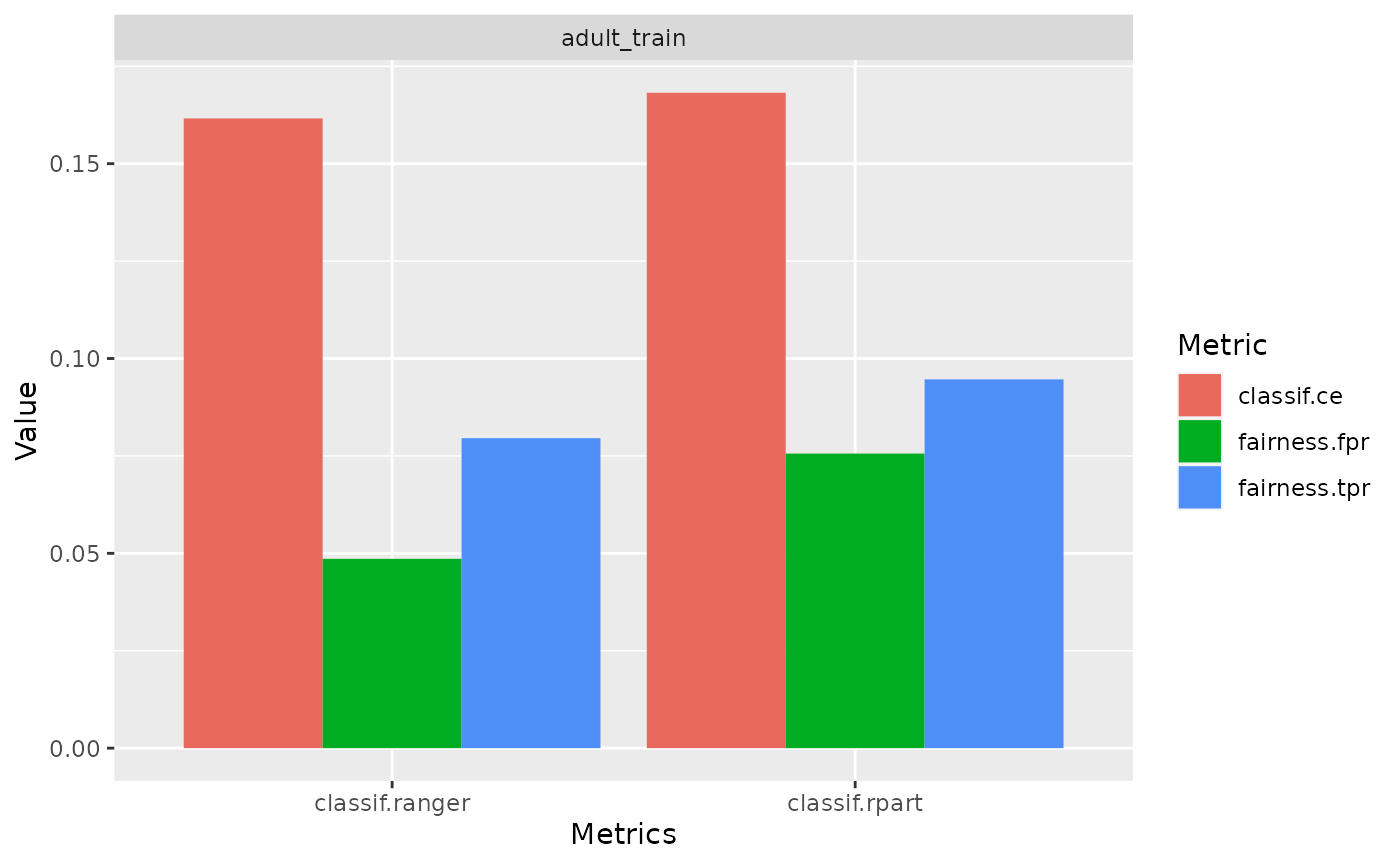 adult_train
0.15
0.10
0.05
0.00
Value
classif.ranger
classif.rpart
Metrics
Metric
classif.ce
fairness.fpr
fairness.tpr